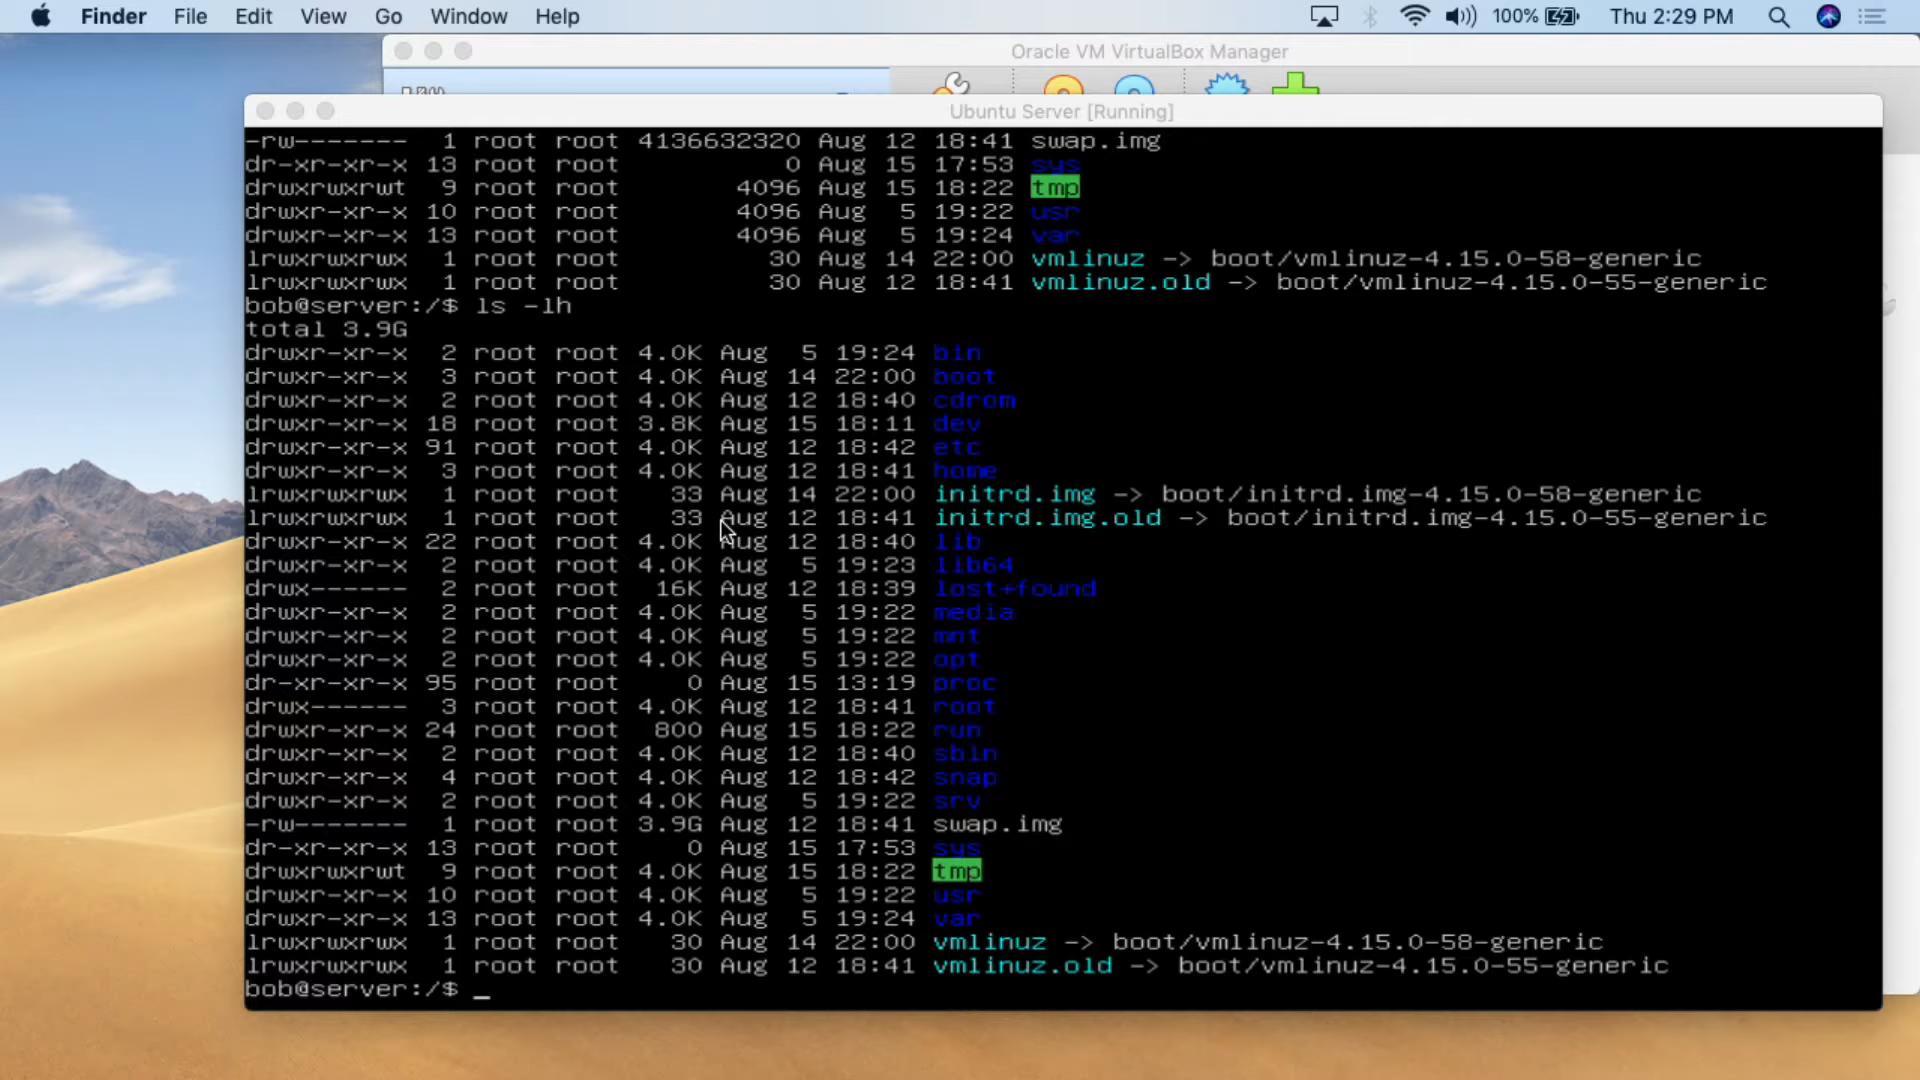 Finder File Edit View Go Window Help 100% Thu 2:29 PM
Oracle VM VirtualBox Manager
Ubuntu Server [Running]
-rw------- 1 root root 4136632320 Aug 12 18:41 swap.img
dr-xr-xr-x 13 root root 0 Aug 15 17:53 sys
drwxrwxrwt 9 root root 4096 Aug 15 18:22 tmp
drwxr-xr-x 10 root root 4096 Aug 5 19:22 usr
drwxr-xr-x 13 root root 4096 Aug 5 19:24 var
lrwxrwxrwx 1 root root 30 Aug 14 22:00 vmlinuz -> boot/vmlinuz-4.15.0-58-generic
lrwxrwxrwx 1 root root 30 Aug 12 18:41 vmlinuz.old -> boot/vmlinuz-4.15.0-55-generic
bob@server:/$ ls -lh
total 3.9G
drwxr-xr-x 2 root root 4.0K Aug 5 19:24 bin
drwxr-xr-x 3 root root 4.0K Aug 14 22:00 boot
drwxr-xr-x 2 root root 4.0K Aug 12 18:40 cdrom
drwxr-xr-x 18 root root 3.8K Aug 15 18:11 dev
drwxr-xr-x 91 root root 4.0K Aug 12 18:42 etc
drwxr-xr-x 3 root root 4.0K Aug 12 18:41 home
lrwxrwxrwx 1 root root 33 Aug 14 22:00 initrd.img -> boot/initrd.img-4.15.0-58-generic
lrwxrwxrwx 1 root root 33 Aug 12 18:41 initrd.img.old -> boot/initrd.img-4.15.0-55-generic
drwxr-xr-x 22 root root 4.0K Aug 12 18:40 lib
drwxr-xr-x 2 root root 4.0K Aug 5 19:23 lib64
drwx------ 2 root root 16K Aug 12 18:39 lost+found
drwxr-xr-x 2 root root 4.0K Aug 5 19:22 media
drwxr-xr-x 2 root root 4.0K Aug 5 19:22 mnt
drwxr-xr-x 2 root root 4.0K Aug 5 19:22 opt
dr-xr-xr-x 95 root root 0 Aug 15 13:19 proc
drwx------ 3 root root 4.0K Aug 12 18:41 root
drwxr-xr-x 24 root root 800 Aug 15 18:22 run
drwxr-xr-x 2 root root 4.0K Aug 12 18:40 sbin
drwxr-xr-x 4 root root 4.0K Aug 12 18:42 snap
drwxr-xr-x 2 root root 4.0K Aug 5 19:22 srv
-rw------- 1 root root 3.9G Aug 12 18:41 swap.img
dr-xr-xr-x 13 root root 0 Aug 15 17:53 sys
drwxrwxrwt 9 root root 4.0K Aug 15 18:22 tmp
drwxr-xr-x 10 root root 4.0K Aug 5 19:22 usr
drwxr-xr-x 13 root root 4.0K Aug 5 19:24 var
lrwxrwxrwx 1 root root 30 Aug 14 22:00 vmlinuz -> boot/vmlinuz-4.15.0-58-generic
lrwxrwxrwx 1 root root 30 Aug 12 18:41 vmlinuz.old -> boot/vmlinuz-4.15.0-55-generic
bob@server:/$ _